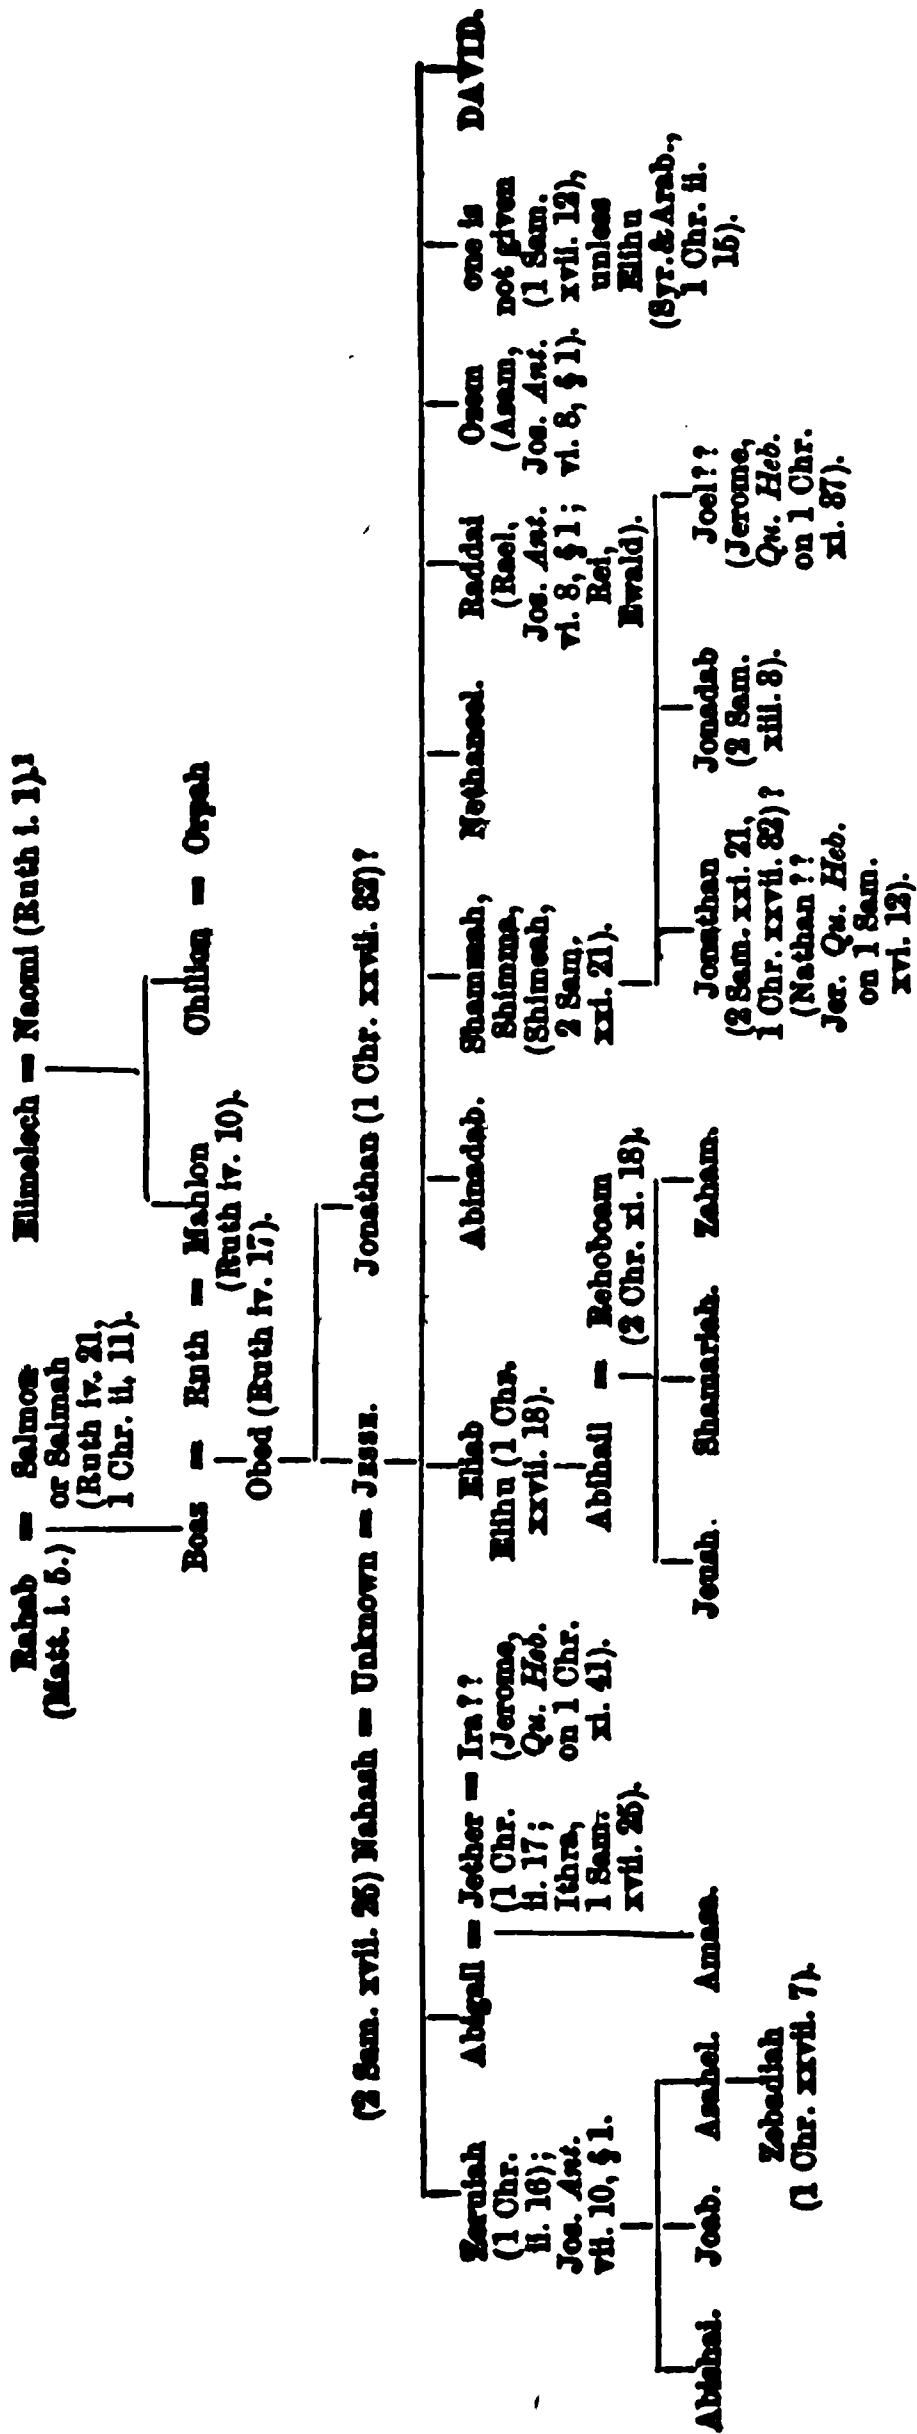 Rahab = Salmon Elimelech = Naomi (Ruth i. 1).¹
(Matt. i. 5.) or Salmah
(Ruth iv. 21,
1 Chr. ii. 11).
Boaz = Ruth = Mahlon Chilion = Orpah
(Ruth iv. 10).
Obed (Ruth iv. 17).
(2 Sam. xvii. 25) Nahash = Unknown = JESSE. Jonathan (1 Chr. xxvii. 32)?
Zeruiah
(1 Chr.
ii. 16);
Jos. Ant.
vii. 10, § 1.
Abigail = Jether = Ira??
(1 Chr.
ii. 17;
Ithra,
1 Sam.
xvii. 25).
(Jerome,
Qu. Heb.
on 1 Chr.
xi. 41).
Eliab
Elihu (1 Chr.
xxvii. 18).
Abinadab.
Shammah,
Shimma,
(Shimeah,
2 Sam.
xxi. 21).
Nethaneel.
Raddai
(Rael,
Jos. Ant.
vi. 8, § 1;
Rei,
Ewald).
Ozem
(Asam,
Jos. Ant.
vi. 8, § 1).
one is
not given
(1 Sam.
xvii. 12),
unless
Elihu
(Syr. & Arab.,
1 Chr. ii.
15).
DAVID.
Abihail = Rehoboam
(2 Chr. xi. 18).
Abishai. Joab. Asahel. Amasa.
Zebadiah
(1 Chr. xxvii. 7).
Jeush. Shamariah. Zaham.
Jonathan
(2 Sam. xxi. 21,
1 Chr. xxvii. 32)?
(Nathan??
Jer. Qu. Heb.
on 1 Sam.
xvi. 12).
Jonadab
(2 Sam.
xiii. 3).
Joel??
(Jerome,
Qu. Heb.
on 1 Chr.
xi. 37).